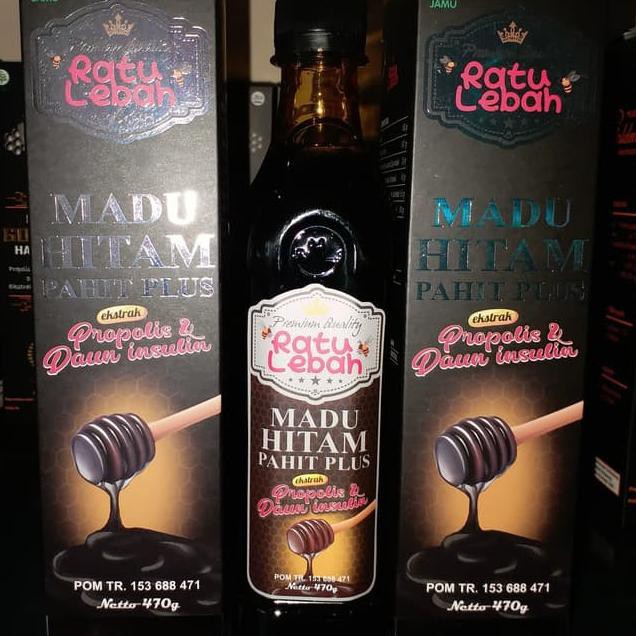 JAMU
Ratu
Lebah
MADU
HITAM
PAHIT PLUS
ekstrak
Propolis &
Daun insulin
POM TR. 153 688 471
Netto 470g
Premium Quality
Ratu
Lebah
MADU
HITAM
PAHIT PLUS
ekstrak
Propolis &
Daun insulin
POM TR. 153 688 471
Netto 470g
JAMU
Ratu
Lebah
MADU
HITAM
PAHIT PLUS
ekstrak
Propolis &
Daun insulin
POM TR. 153 688 471
Netto 470g